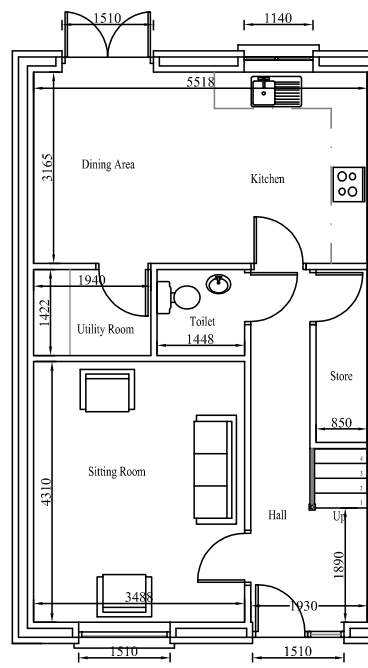 1510
1140
5518
3165
Dining Area
Kitchen
1940
1422
Utility Room
Toilet
1448
Store
850
4310
Sitting Room
4
3
2
1
Hall
Up
1890
3488
1930
1510
1510